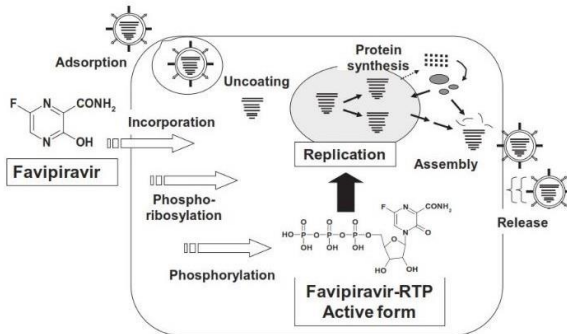 Adsorption
Uncoating
Protein
synthesis
F
N
CONH2
N
OH
Incorporation
Favipiravir
Replication
Assembly
Phospho-
ribosylation
Release
Phosphorylation
F
N
CONH2
N
O
O
O
O
HO-P-O-P-O-P-O
OH
OH
OH
O
HO
OH
Favipiravir-RTP
Active form